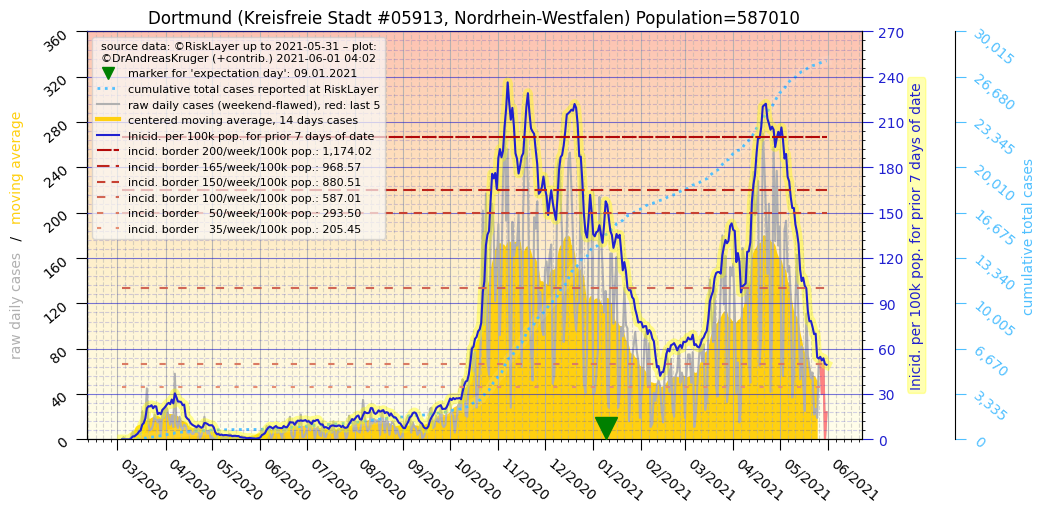 Dortmund (Kreisfreie Stadt #05913, Nordrhein-Westfalen) Population=587010
source data: ©RiskLayer up to 2021-05-31 – plot:
©DrAndreasKruger (+contrib.) 2021-06-01 04:02
marker for 'expectation day': 09.01.2021
cumulative total cases reported at RiskLayer
raw daily cases (weekend-flawed), red: last 5
centered moving average, 14 days cases
Inicid. per 100k pop. for prior 7 days of date
incid. border 200/week/100k pop.: 1,174.02
incid. border 165/week/100k pop.: 968.57
incid. border 150/week/100k pop.: 880.51
incid. border 100/week/100k pop.: 587.01
incid. border 50/week/100k pop.: 293.50
incid. border 35/week/100k pop.: 205.45
raw daily cases / moving average
360
320
280
240
200
160
120
80
40
0
03/2020
04/2020
05/2020
06/2020
07/2020
08/2020
09/2020
10/2020
11/2020
12/2020
01/2021
02/2021
03/2021
04/2021
05/2021
06/2021
270
240
210
180
150
120
90
60
30
0
Inicid. per 100k pop. for prior 7 days of date
30,015
26,680
23,345
20,010
16,675
13,340
10,005
6,670
3,335
0
cumulative total cases